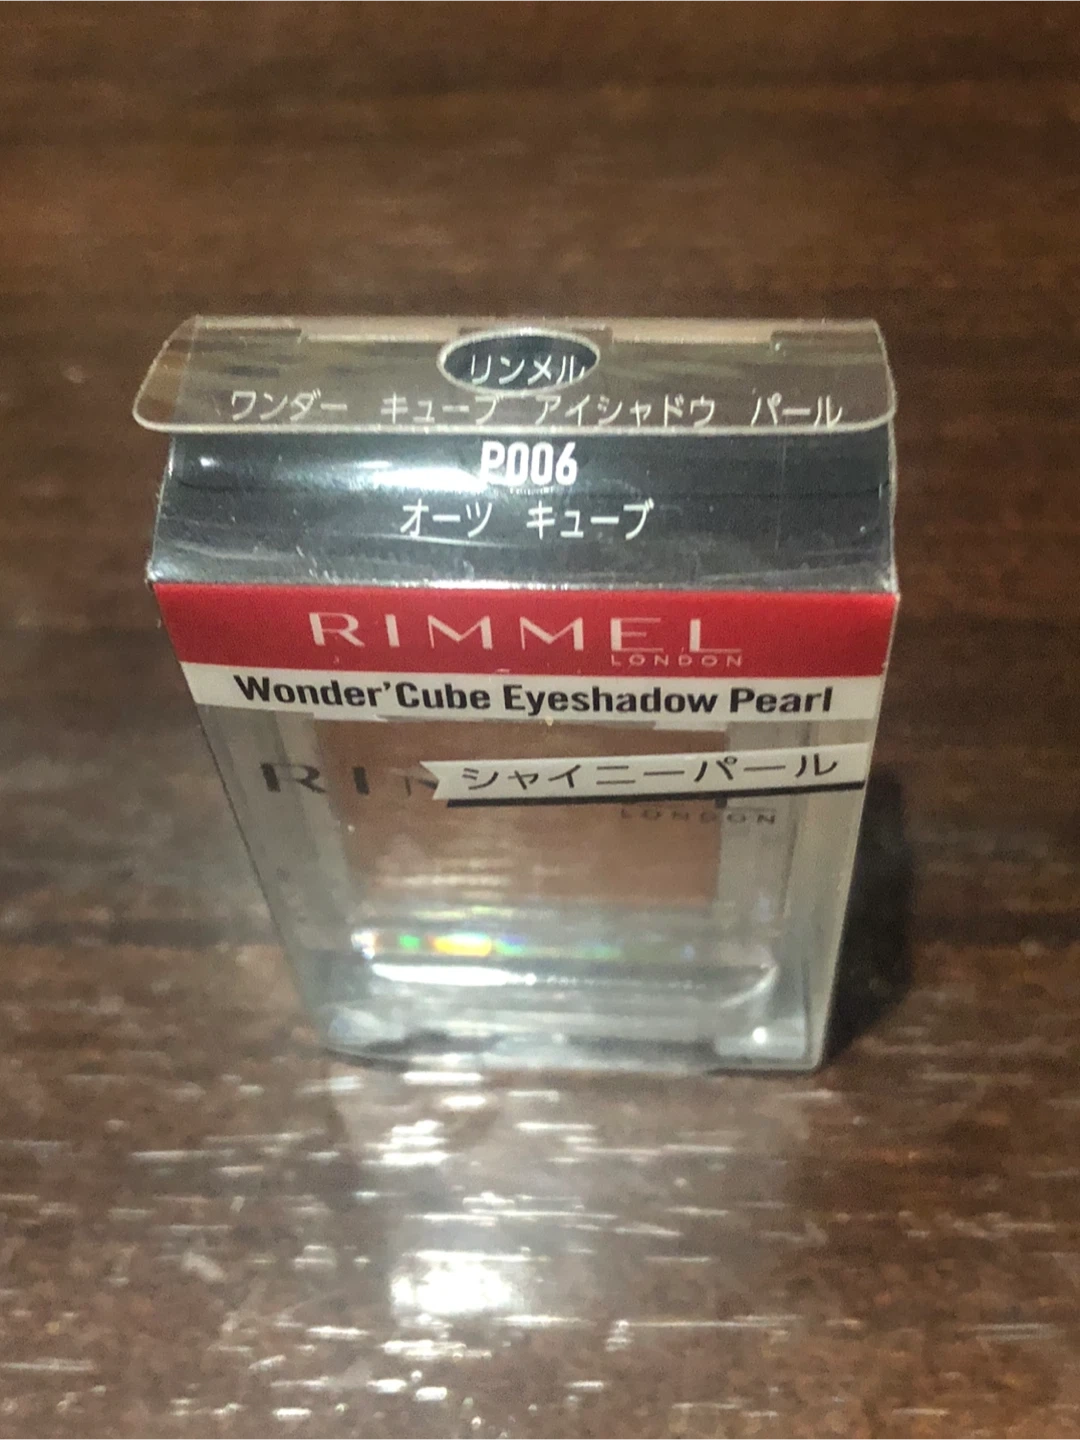 リンメル
ワンダー キューブ アイシャドウ パール
P006
オーツ キューブ
RIMMEL
LONDON
Wonder'Cube Eyeshadow Pearl
シャイニーパール
RIM
LONDON